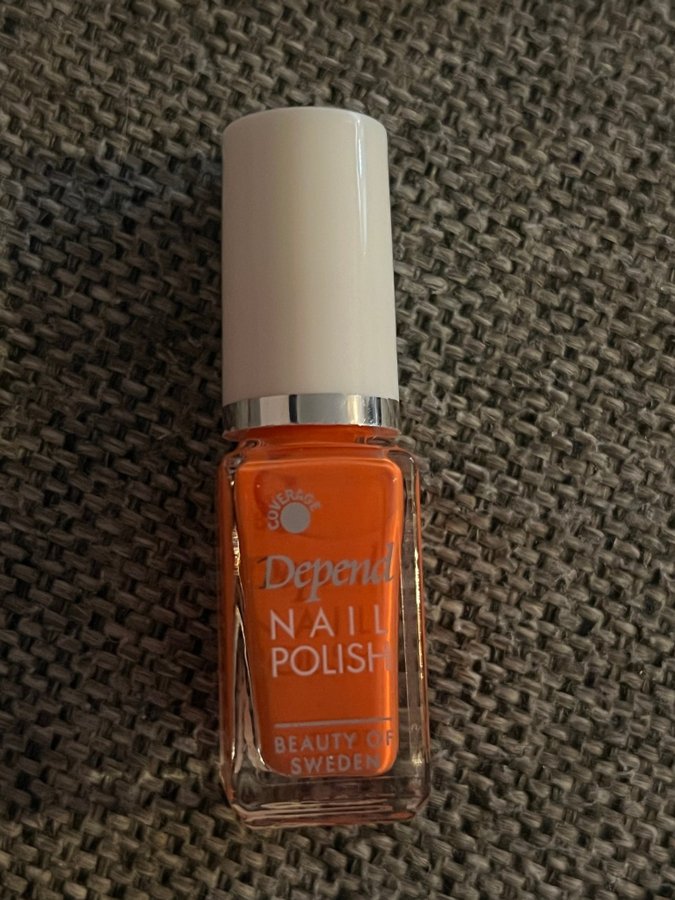 COVERAGE
Depend
NAIL
POLISH
BEAUTY OF
SWEDEN